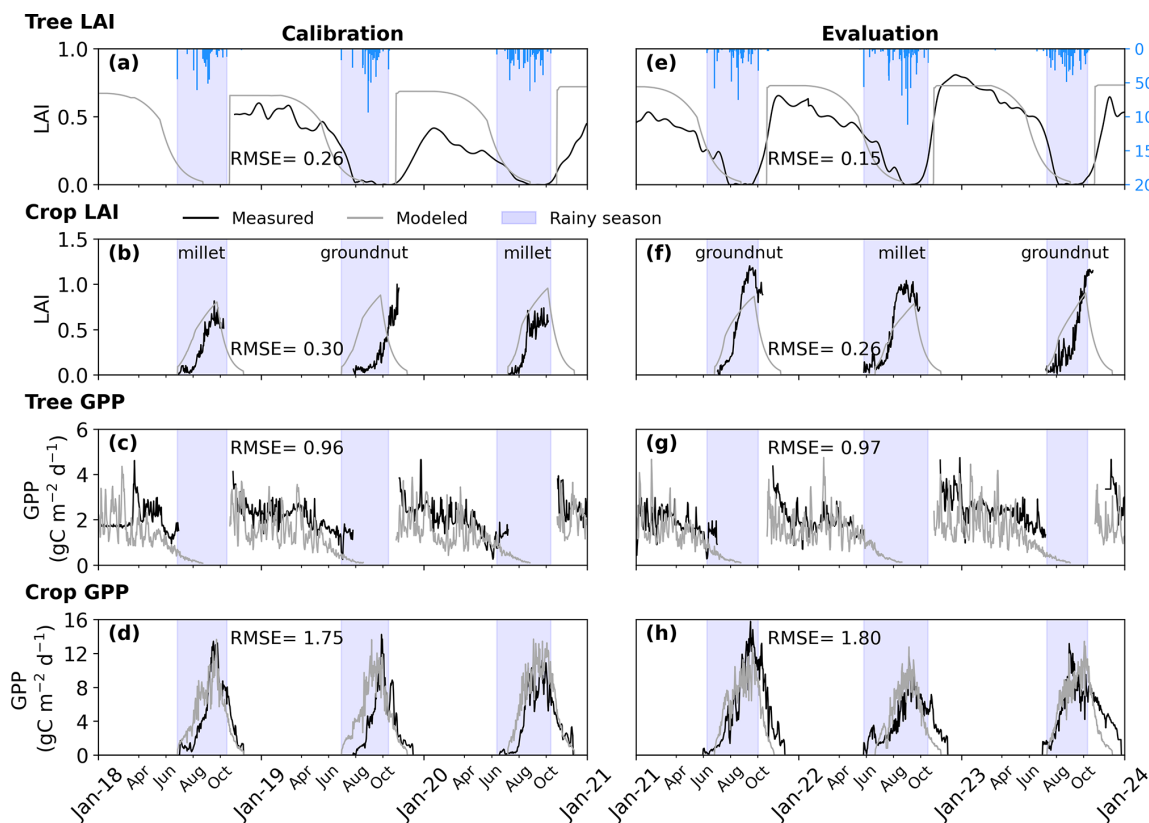 Tree LAI
Calibration
Evaluation
(a)
(e)
1.0
0.5
0.0
LAI
RMSE= 0.26
RMSE= 0.15
0
50
10
15
20
Crop LAI
Measured
Modeled
Rainy season
(b)
millet
groundnut
millet
(f)
groundnut
millet
groundnut
1.5
1.0
0.5
0.0
LAI
RMSE= 0.30
RMSE= 0.26
Tree GPP
(c)
RMSE= 0.96
(g)
RMSE= 0.97
6
4
2
0
GPP
(gC m⁻² d⁻¹)
Crop GPP
(d)
RMSE= 1.75
(h)
RMSE= 1.80
16
12
8
4
0
GPP
(gC m⁻² d⁻¹)
Jan-18 Apr Jun Aug Oct Jan-19 Apr Jun Aug Oct Jan-20 Apr Jun Aug Oct Jan-21
Jan-21 Apr Jun Aug Oct Jan-22 Apr Jun Aug Oct Jan-23 Apr Jun Aug Oct Jan-24